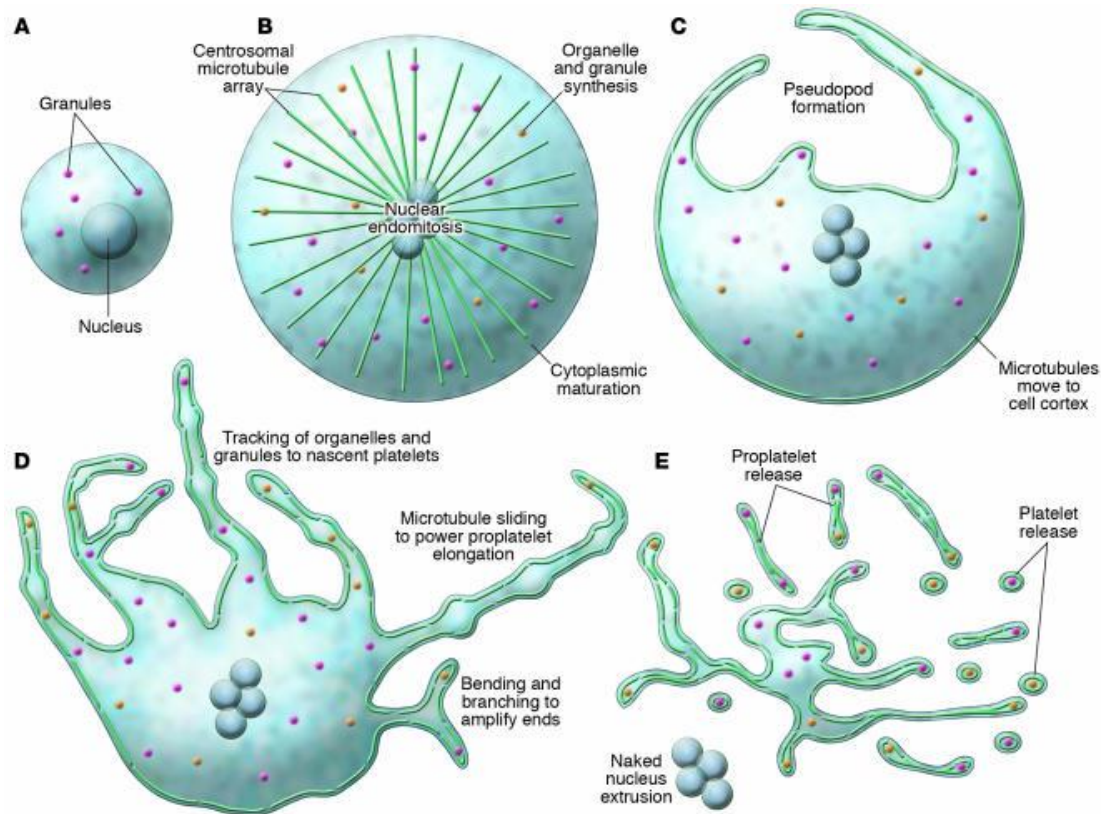 A
Granules
Nucleus
B
Centrosomal
microtubule
array
Organelle
and granule
synthesis
Nuclear
endomitosis
Cytoplasmic
maturation
C
Pseudopod
formation
Microtubules
move to
cell cortex
D
Tracking of organelles and
granules to nascent platelets
Microtubule sliding
to power proplatelet
elongation
Bending and
branching to
amplify ends
E
Proplatelet
release
Platelet
release
Naked
nucleus
extrusion